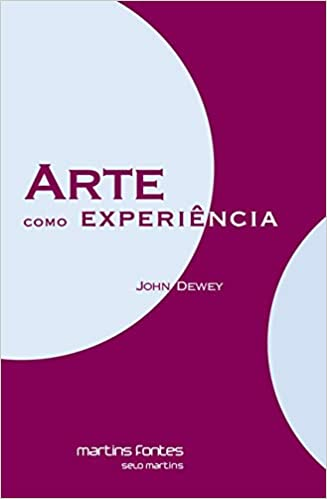 ARTE
COMO EXPERIÊNCIA
JOHN DEWEY
martins fontes
selo martins